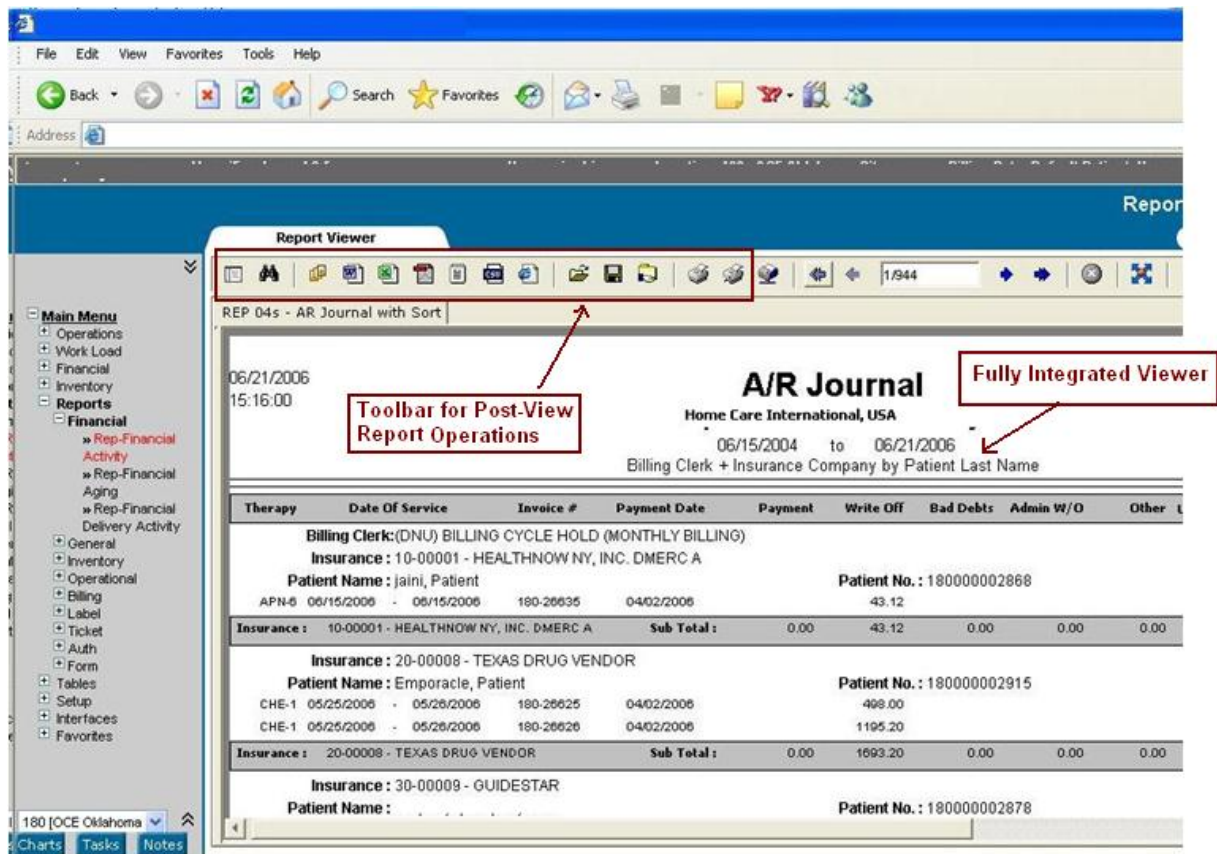 File Edit View Favorites Tools Help
Back Search Favorites
Address
Repor
Report Viewer
1/944
REP 04s - AR Journal with Sort
Main Menu
Operations
Work Load
Financial
Inventory
Reports
Financial
» Rep-Financial
Activity
» Rep-Financial
Aging
» Rep-Financial
Delivery Activity
General
Inventory
Operational
Billing
Label
Ticket
Auth
Form
Tables
Setup
Interfaces
Favorites
180 [OCE Oklahoma
Charts Tasks Notes
06/21/2006
15:16:00
Toolbar for Post-View
Report Operations
Fully Integrated Viewer
A/R Journal
Home Care International, USA
06/15/2004 to 06/21/2006
Billing Clerk + Insurance Company by Patient Last Name
Therapy Date Of Service Invoice # Payment Date Payment Write Off Bad Debts Admin W/O Other
Billing Clerk:(DNU) BILLING CYCLE HOLD (MONTHLY BILLING)
Insurance : 10-00001 - HEALTHNOW NY, INC. DMERC A
Patient Name : jaini, Patient Patient No. : 180000002868
APN-6 06/15/2006 - 06/15/2006 180-26635 04/02/2006 43.12
Insurance : 10-00001 - HEALTHNOW NY, INC. DMERC A Sub Total : 0.00 43.12 0.00 0.00 0.00
Insurance : 20-00008 - TEXAS DRUG VENDOR
Patient Name : Emporacle, Patient Patient No. : 180000002915
CHE-1 05/25/2006 - 05/26/2006 180-26625 04/02/2006 498.00
CHE-1 05/25/2006 - 05/26/2006 180-26626 04/02/2006 1195.20
Insurance : 20-00008 - TEXAS DRUG VENDOR Sub Total : 0.00 1693.20 0.00 0.00 0.00
Insurance : 30-00009 - GUIDESTAR
Patient Name : Patient No. : 180000002878